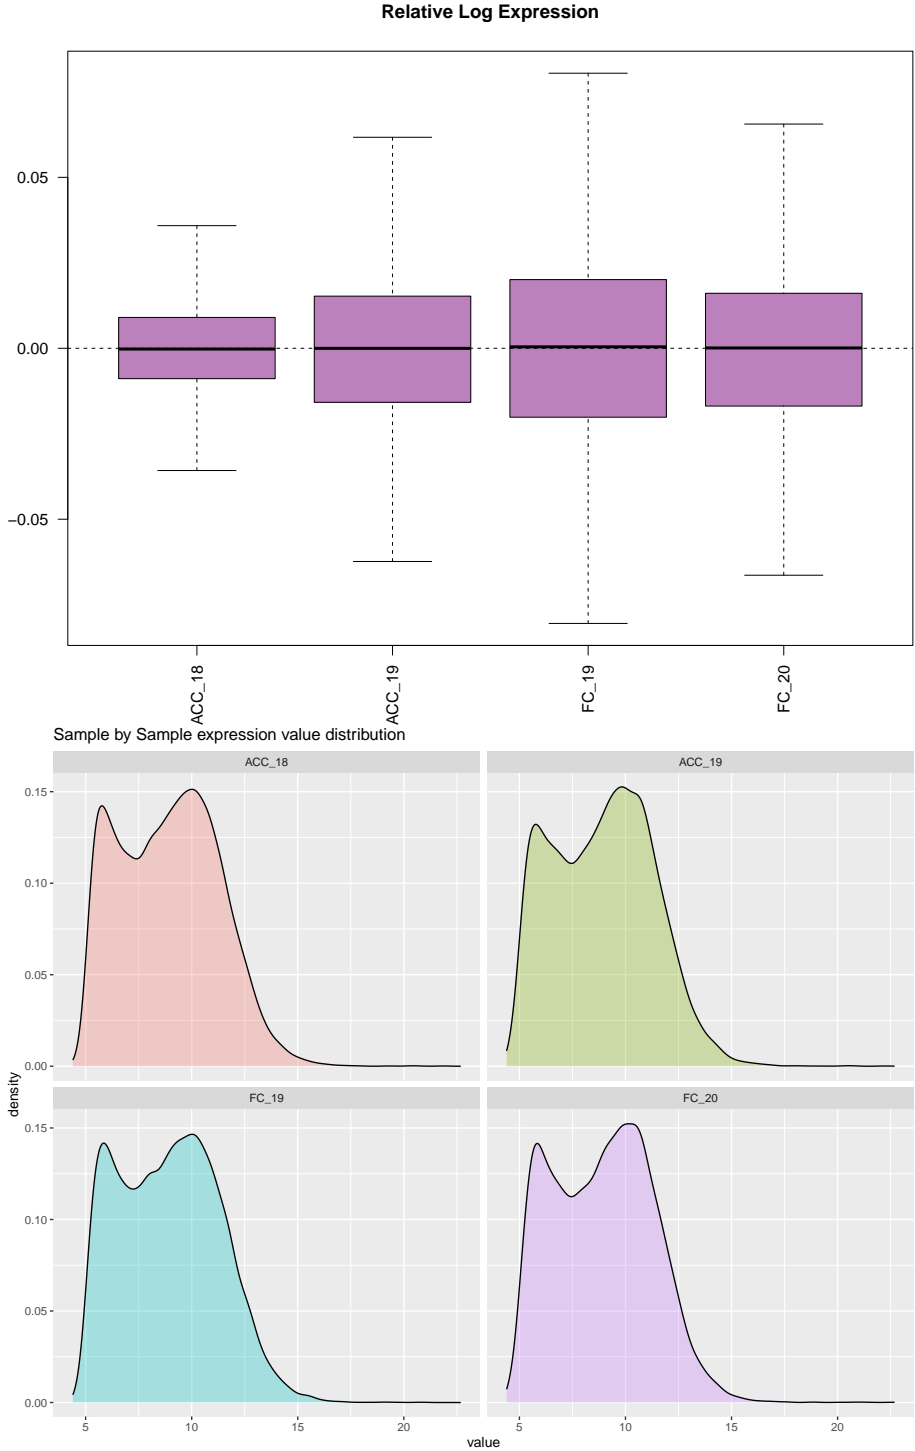 Relative Log Expression
0.05
0.00
−0.05
ACC_18
ACC_19
FC_19
FC_20
Sample by Sample expression value distribution
ACC_18
ACC_19
0.15
0.10
0.05
0.00
density
FC_19
FC_20
0.15
0.10
0.05
0.00
5
10
15
20
5
10
15
20
value